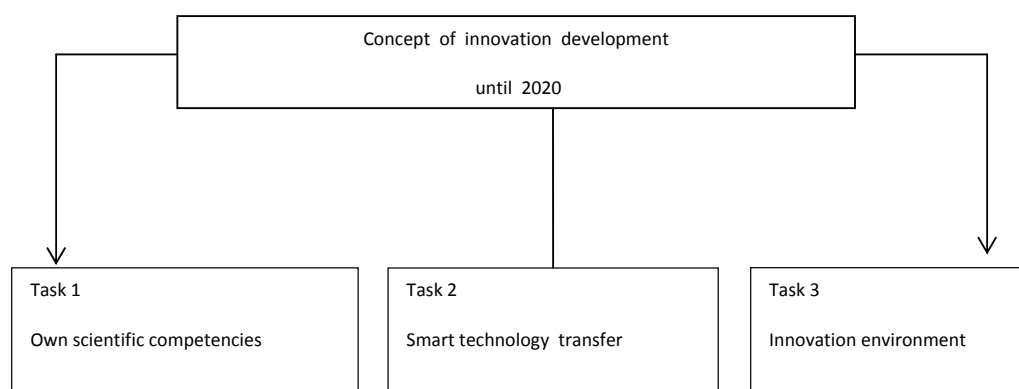 Concept of innovation development
until 2020
Task 1
Own scientific competencies
Task 2
Smart technology transfer
Task 3
Innovation environment